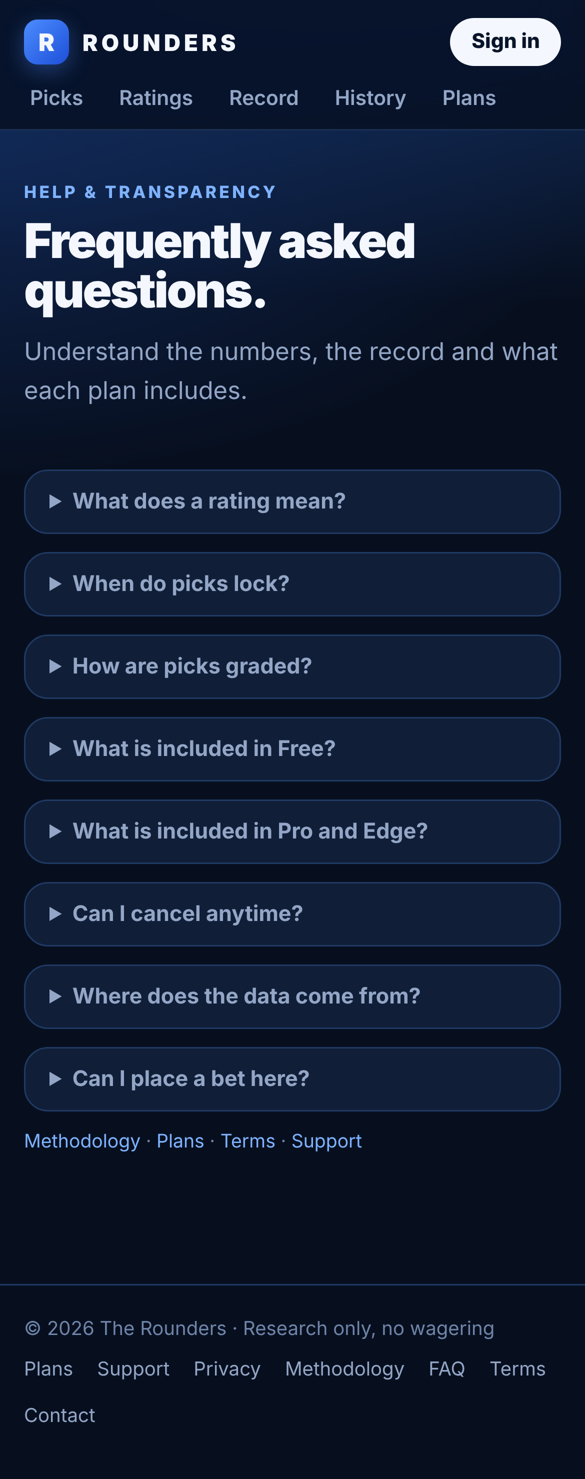 R ROUNDERS
Sign in
Picks Ratings Record History Plans
HELP & TRANSPARENCY
Frequently asked
questions.
Understand the numbers, the record and what
each plan includes.
What does a rating mean?
When do picks lock?
How are picks graded?
What is included in Free?
What is included in Pro and Edge?
Can I cancel anytime?
Where does the data come from?
Can I place a bet here?
Methodology · Plans · Terms · Support
© 2026 The Rounders · Research only, no wagering
Plans Support Privacy Methodology FAQ Terms
Contact